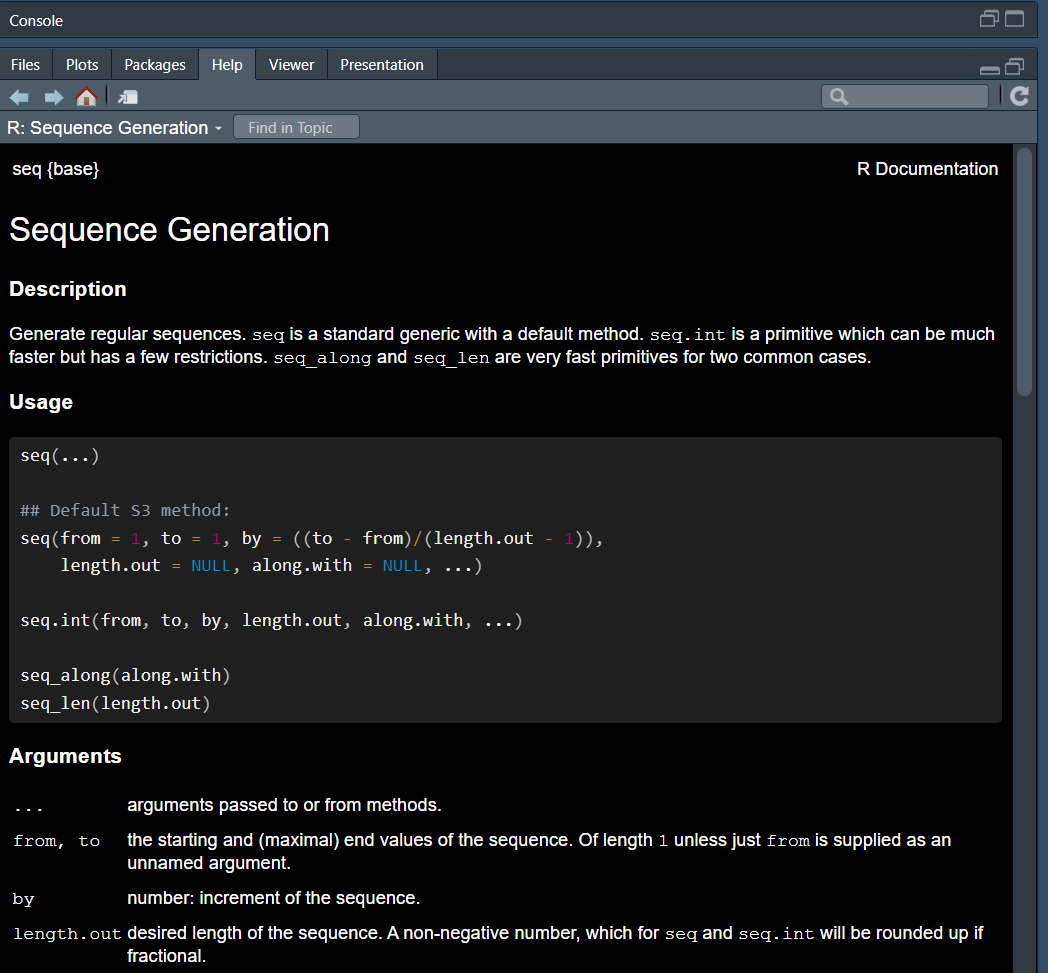 Console
Files Plots Packages Help Viewer Presentation
R: Sequence Generation Find in Topic
seq {base} R Documentation
Sequence Generation
Description
Generate regular sequences. seq is a standard generic with a default method. seq.int is a primitive which can be much
faster but has a few restrictions. seq_along and seq_len are very fast primitives for two common cases.
Usage
seq(...)
## Default S3 method:
seq(from = 1, to = 1, by = ((to - from)/(length.out - 1)),
    length.out = NULL, along.with = NULL, ...)
seq.int(from, to, by, length.out, along.with, ...)
seq_along(along.with)
seq_len(length.out)
Arguments
... arguments passed to or from methods.
from, to the starting and (maximal) end values of the sequence. Of length 1 unless just from is supplied as an
unnamed argument.
by number: increment of the sequence.
length.out desired length of the sequence. A non-negative number, which for seq and seq.int will be rounded up if
fractional.